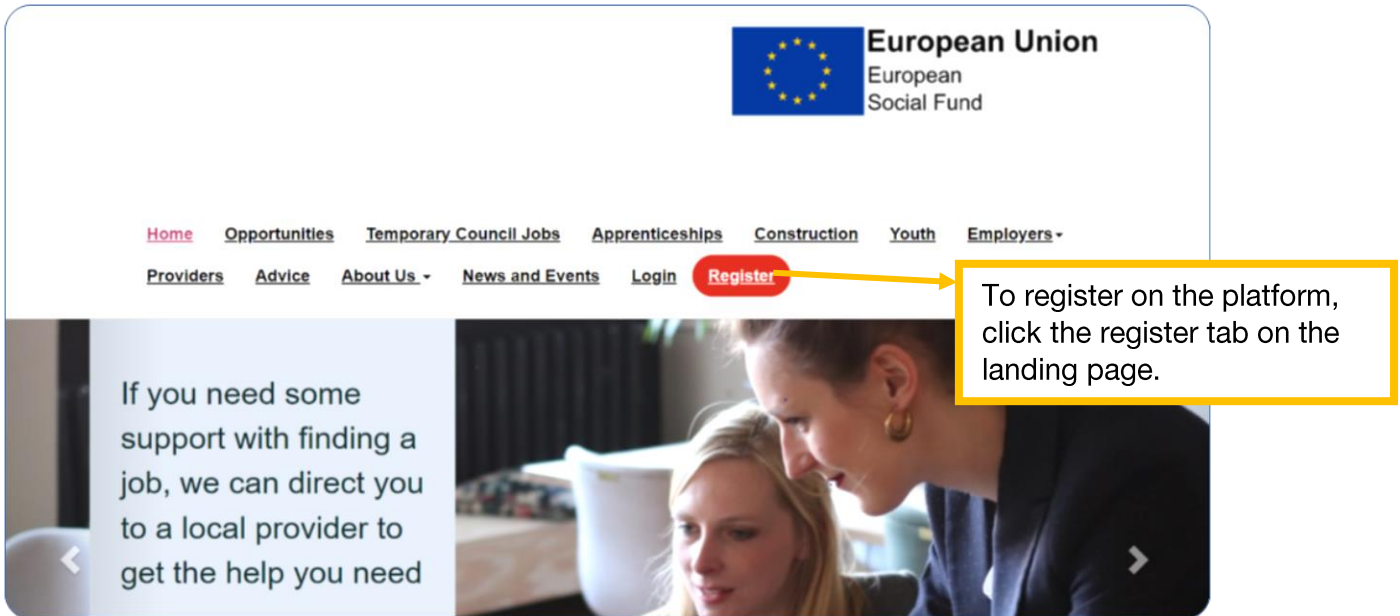 European Union
European
Social Fund
Home Opportunities Temporary Council Jobs Apprenticeships Construction Youth Employers
Providers Advice About Us News and Events Login Register
To register on the platform,
click the register tab on the
landing page.
If you need some
support with finding a
job, we can direct you
to a local provider to
get the help you need